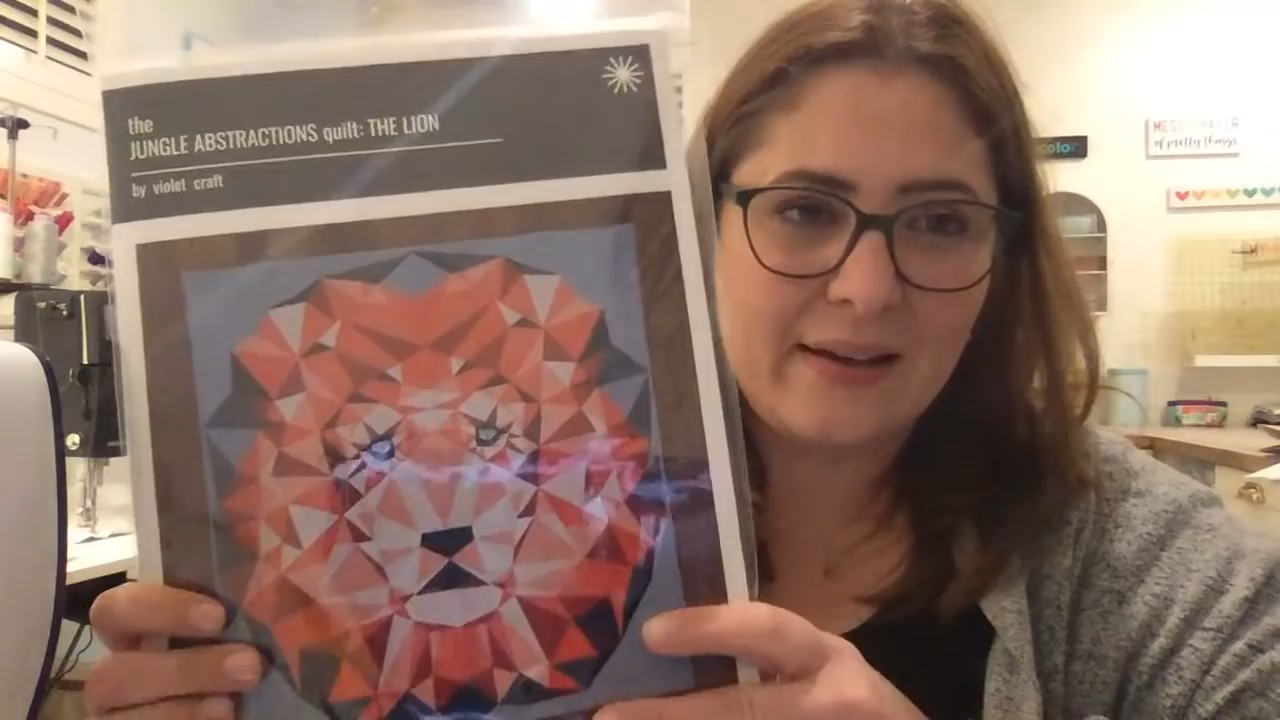 the
JUNGLE ABSTRACTIONS quilt: THE LION
by violet craft
color
of pretty things